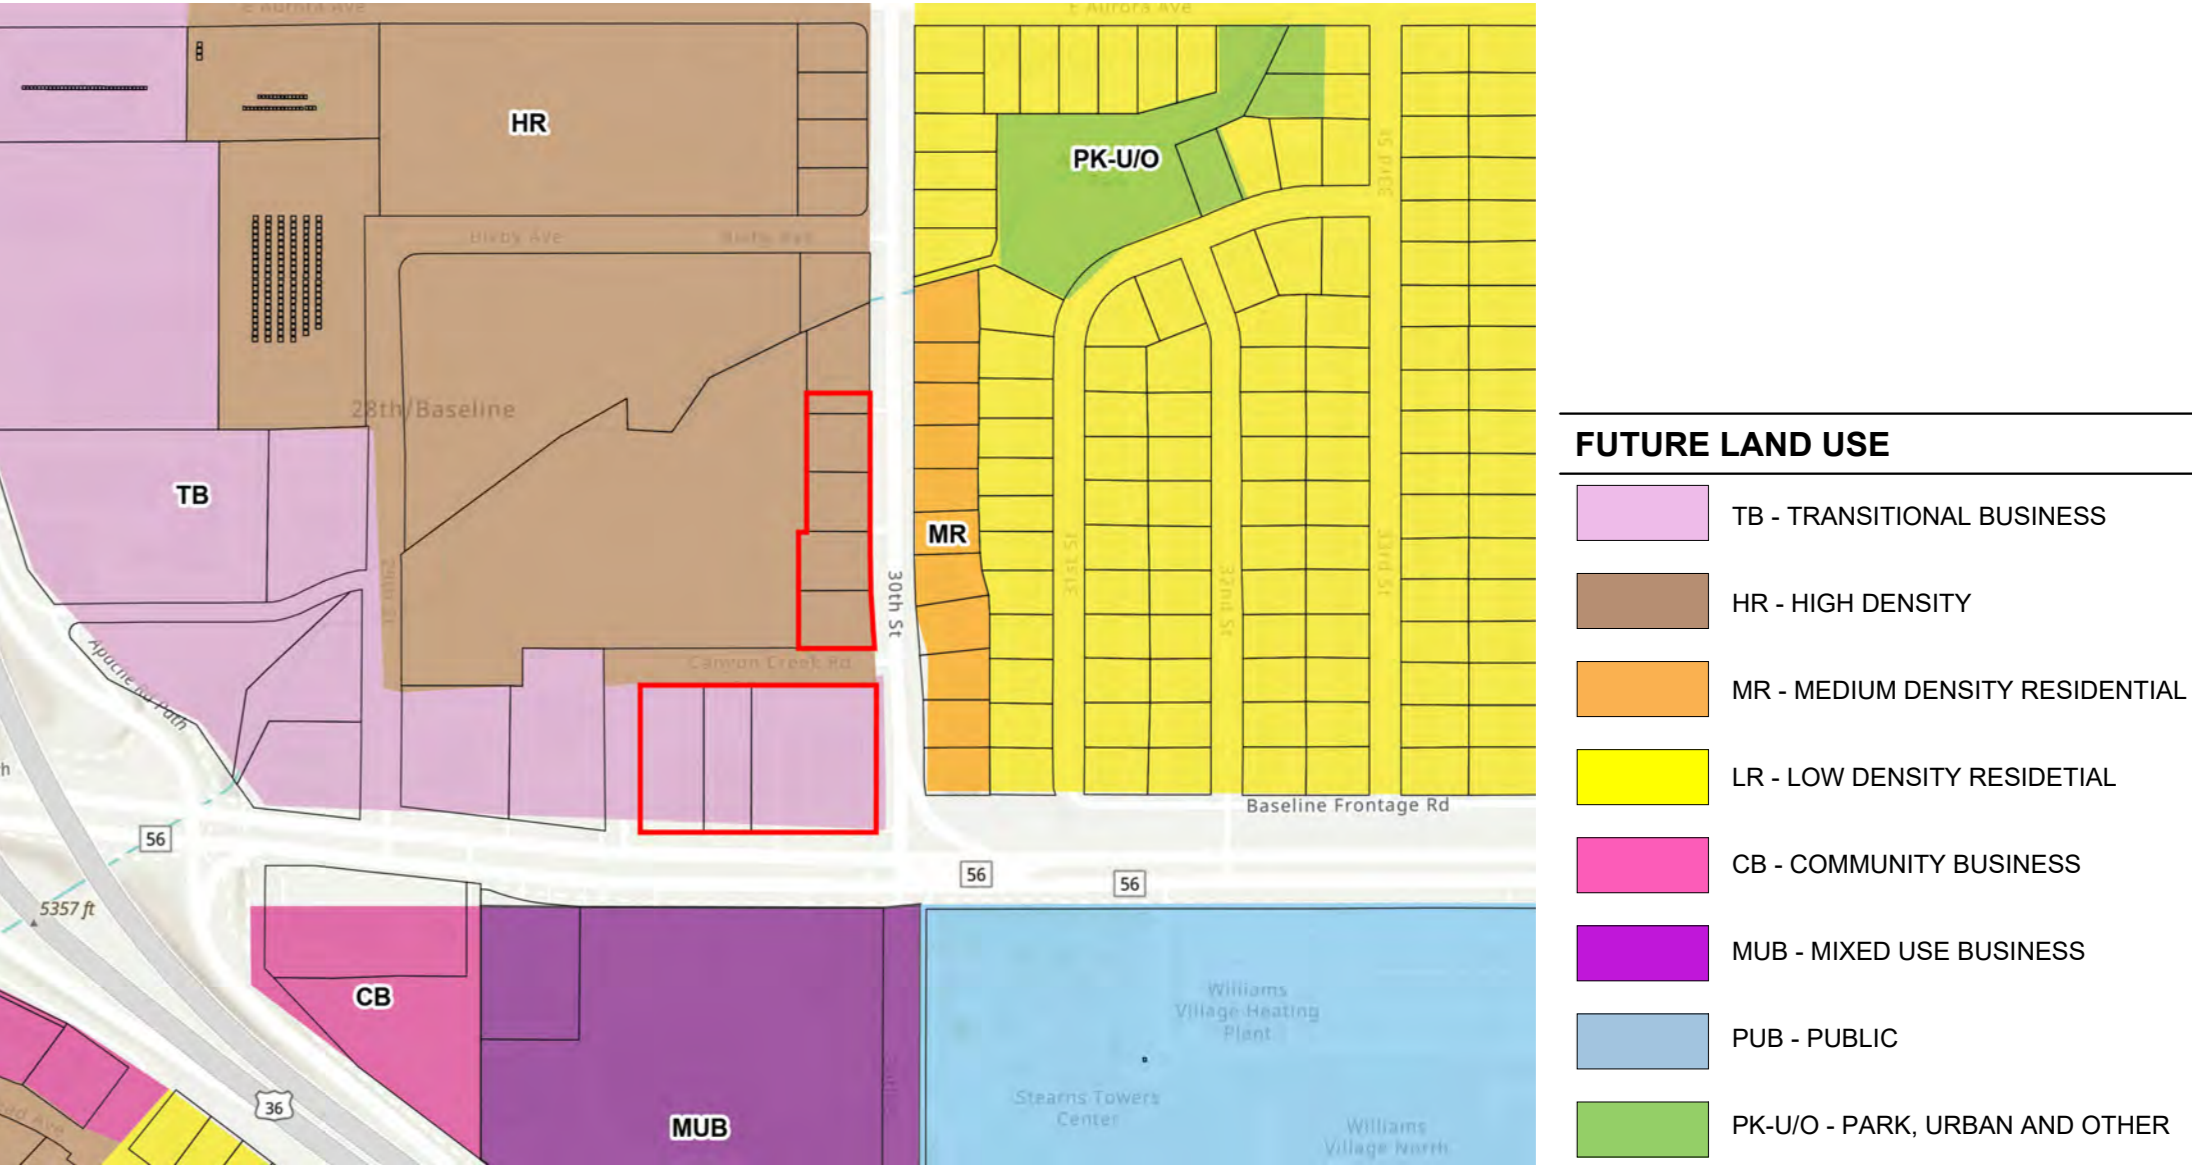 E Aurora Ave
E Aurora Ave
HR
PK-U/O
33rd St
Bixby Ave
Bixby Ave
28th/Baseline
TB
MR
29th St
30th St
31st St
32nd St
33rd St
Canyon Creek Rd
Apache Rd Path
h
Baseline Frontage Rd
56
56
56
5357 ft
CB
MUB
36
Williams
Village Heating
Plant
Stearns Towers
Center
Williams
Village North
FUTURE LAND USE
TB - TRANSITIONAL BUSINESS
HR - HIGH DENSITY
MR - MEDIUM DENSITY RESIDENTIAL
LR - LOW DENSITY RESIDETIAL
CB - COMMUNITY BUSINESS
MUB - MIXED USE BUSINESS
PUB - PUBLIC
PK-U/O - PARK, URBAN AND OTHER